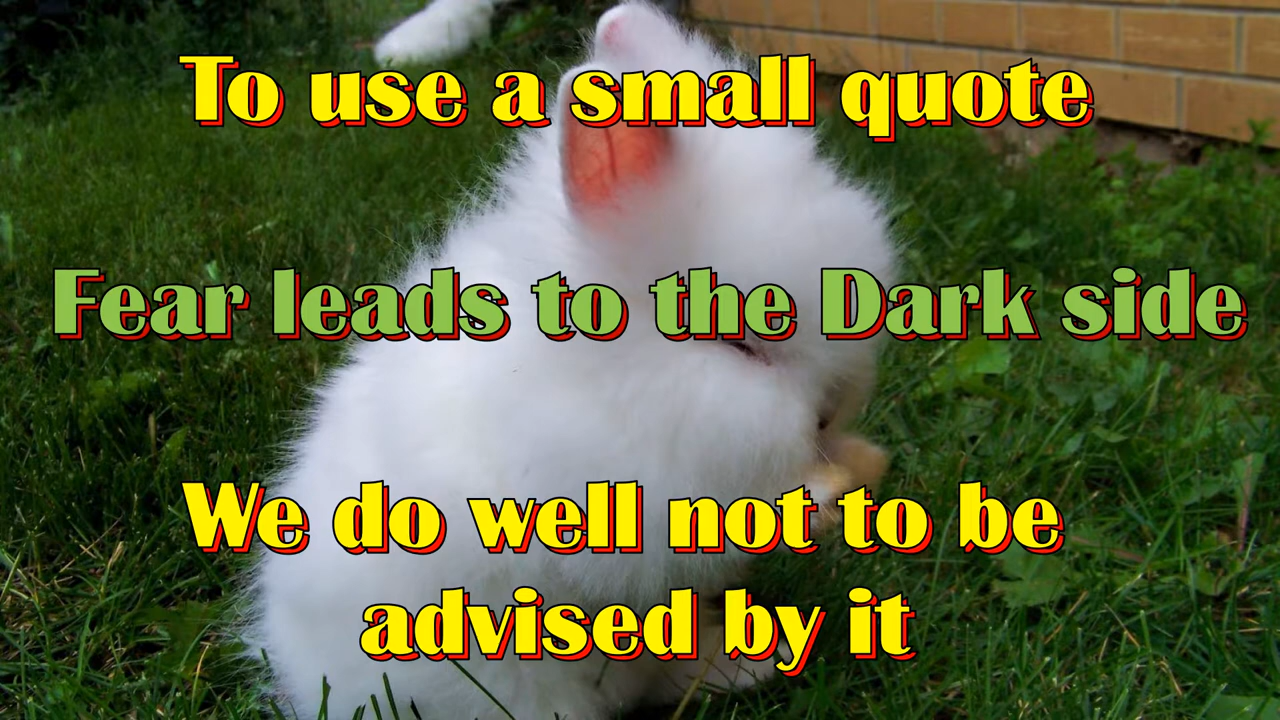 To use a small quote
Fear leads to the Dark side
We do well not to be
advised by it